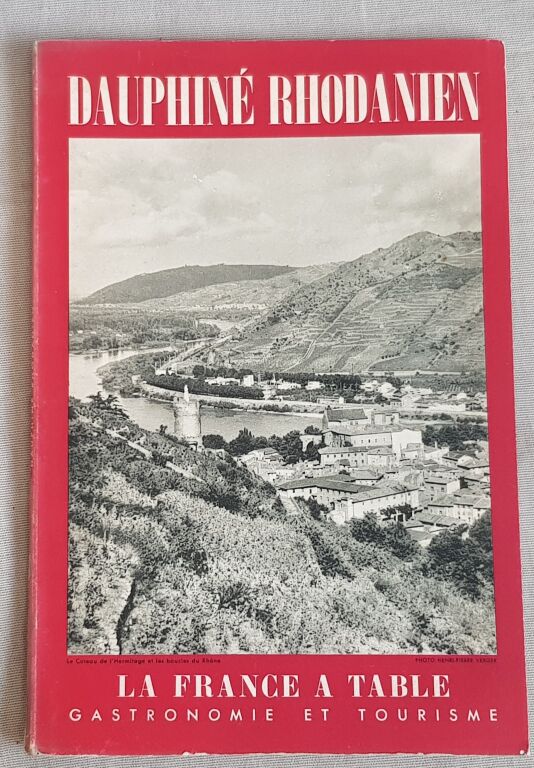 DAUPHINÉ RHODANIEN
Le Coteau de l'Hermitage et les boucles du Rhône
PHOTO HENRI-PIERRE VERGER
LA FRANCE A TABLE
GASTRONOMIE ET TOURISME